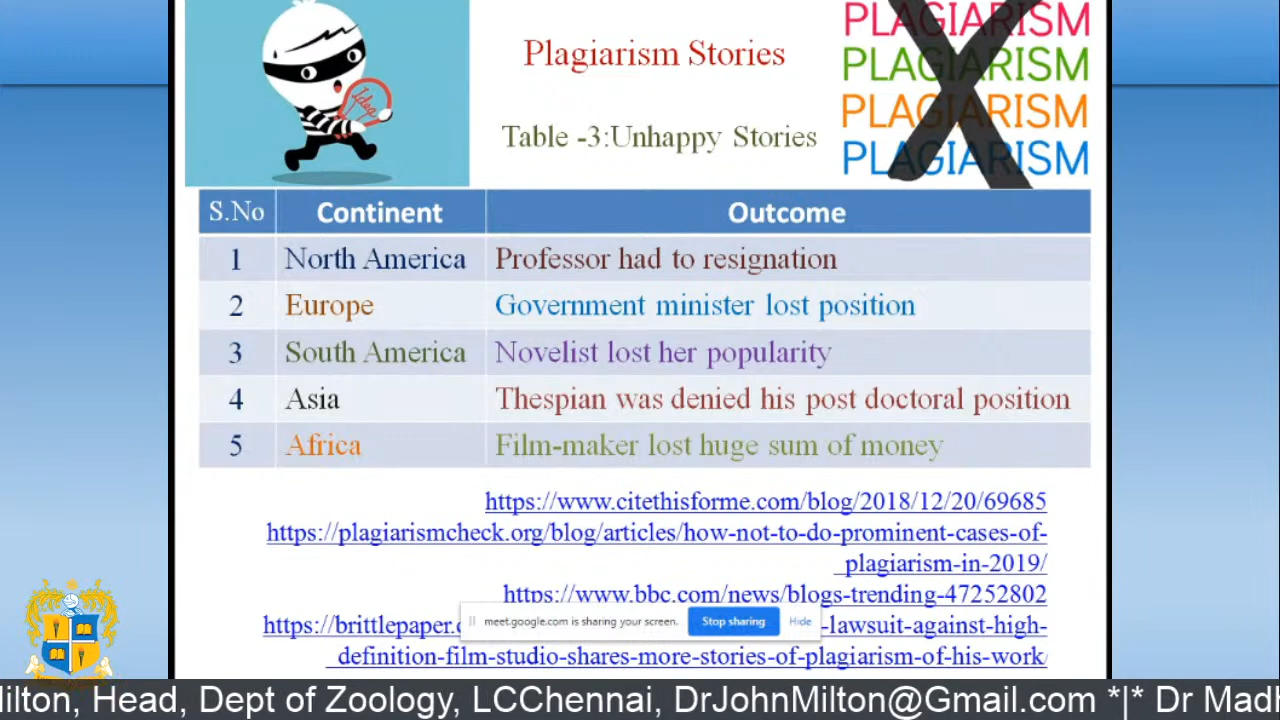 Idea
Plagiarism Stories
Table -3:Unhappy Stories
PLAGIARISM
PLAGIARISM
PLAGIARISM
PLAGIARISM
S.No Continent Outcome
1 North America Professor had to resignation
2 Europe Government minister lost position
3 South America Novelist lost her popularity
4 Asia Thespian was denied his post doctoral position
5 Africa Film-maker lost huge sum of money
https://www.citethisforme.com/blog/2018/12/20/69685
https://plagiarismcheck.org/blog/articles/how-not-to-do-prominent-cases-of-
plagiarism-in-2019/
https://www.bbc.com/news/blogs-trending-47252802
https://brittlepaper. -lawsuit-against-high-
meet.google.com is sharing your screen. Stop sharing Hide
definition-film-studio-shares-more-stories-of-plagiarism-of-his-work/
ilton, Head, Dept of Zoology, LCChennai, DrJohnMilton@Gmail.com *|* Dr Madh